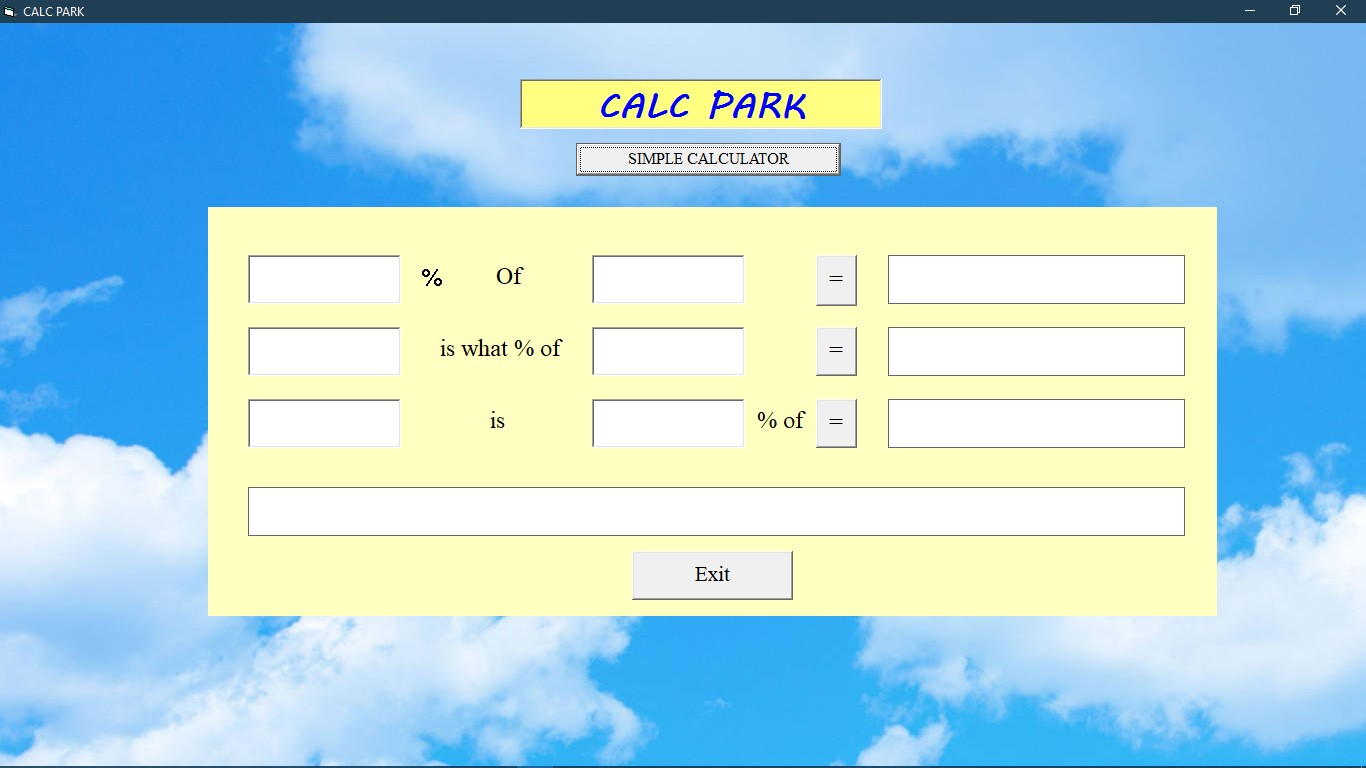 CALC PARK
CALC PARK
SIMPLE CALCULATOR
% Of =
is what % of =
is % of =
Exit